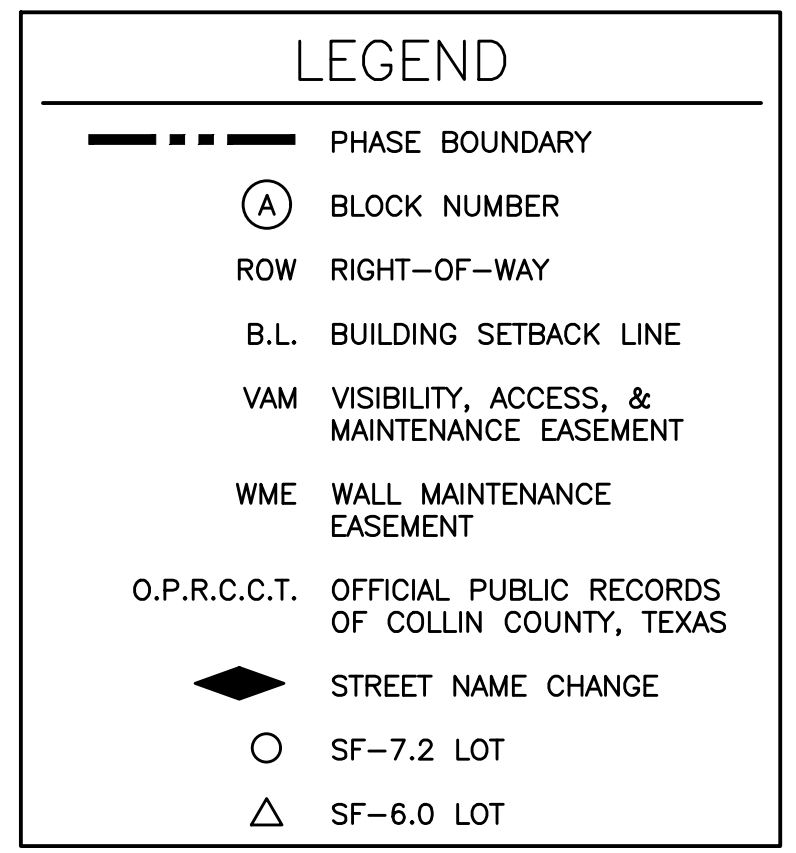 LEGEND
PHASE BOUNDARY
A BLOCK NUMBER
ROW RIGHT-OF-WAY
B.L. BUILDING SETBACK LINE
VAM VISIBILITY, ACCESS, &
MAINTENANCE EASEMENT
WME WALL MAINTENANCE
EASEMENT
O.P.R.C.C.T. OFFICIAL PUBLIC RECORDS
OF COLLIN COUNTY, TEXAS
STREET NAME CHANGE
SF-7.2 LOT
SF-6.0 LOT